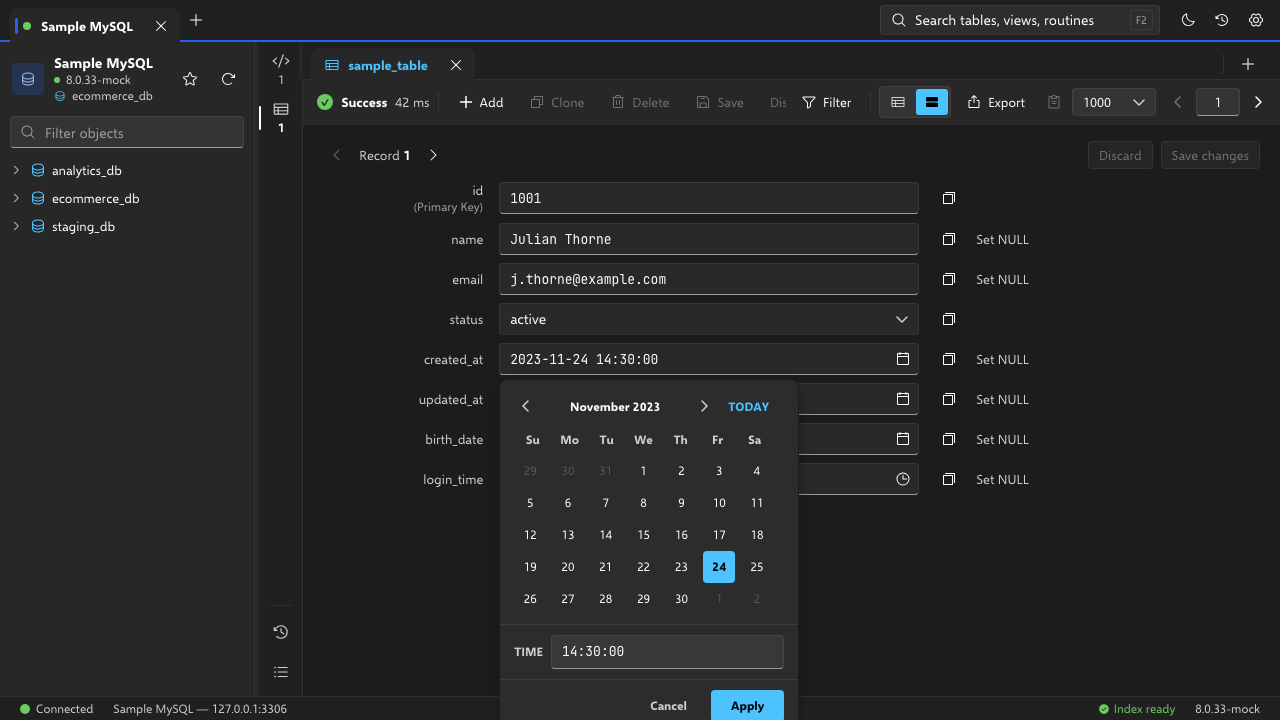 Sample MySQL
Search tables, views, routines F2
Sample MySQL
8.0.33-mock
ecommerce_db
Filter objects
analytics_db
ecommerce_db
staging_db
1
1
sample_table
Success 42 ms Add Clone Delete Save Dis Filter Export 1000 1
Record 1 Discard Save changes
id
(Primary Key)
1001
name Julian Thorne Set NULL
email j.thorne@example.com Set NULL
status active
created_at 2023-11-24 14:30:00 Set NULL
updated_at Set NULL
birth_date Set NULL
login_time Set NULL
November 2023 TODAY
Su Mo Tu We Th Fr Sa
29 30 31 1 2 3 4
5 6 7 8 9 10 11
12 13 14 15 16 17 18
19 20 21 22 23 24 25
26 27 28 29 30 1 2
TIME 14:30:00
Cancel Apply
Connected Sample MySQL — 127.0.0.1:3306 Index ready 8.0.33-mock